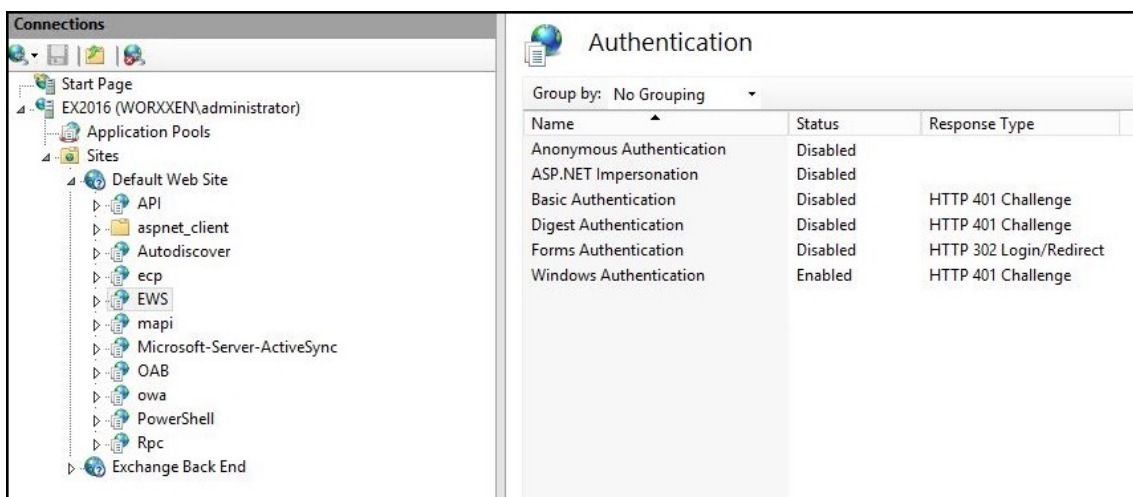 Connections
Start Page
EX2016 (WORXXEN\administrator)
Application Pools
Sites
Default Web Site
API
aspnet_client
Autodiscover
ecp
EWS
mapi
Microsoft-Server-ActiveSync
OAB
owa
PowerShell
Rpc
Exchange Back End
Authentication
Group by: No Grouping
Name Status Response Type
Anonymous Authentication Disabled
ASP.NET Impersonation Disabled
Basic Authentication Disabled HTTP 401 Challenge
Digest Authentication Disabled HTTP 401 Challenge
Forms Authentication Disabled HTTP 302 Login/Redirect
Windows Authentication Enabled HTTP 401 Challenge